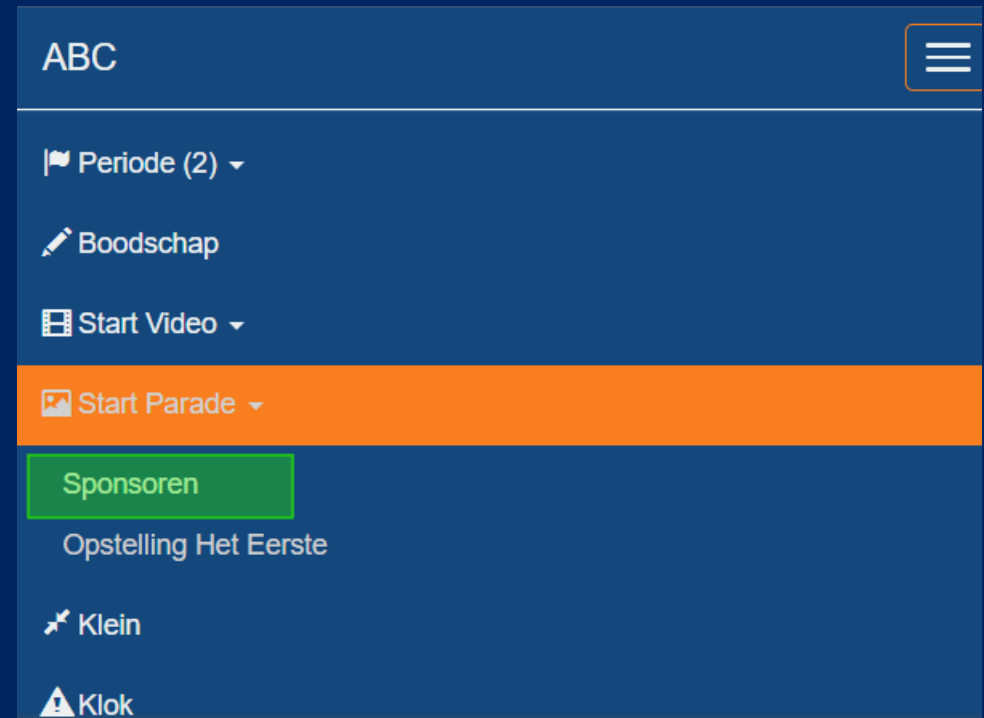 ABC
Periode (2)
Boodschap
Start Video
Start Parade
Sponsoren
Opstelling Het Eerste
Klein
Klok